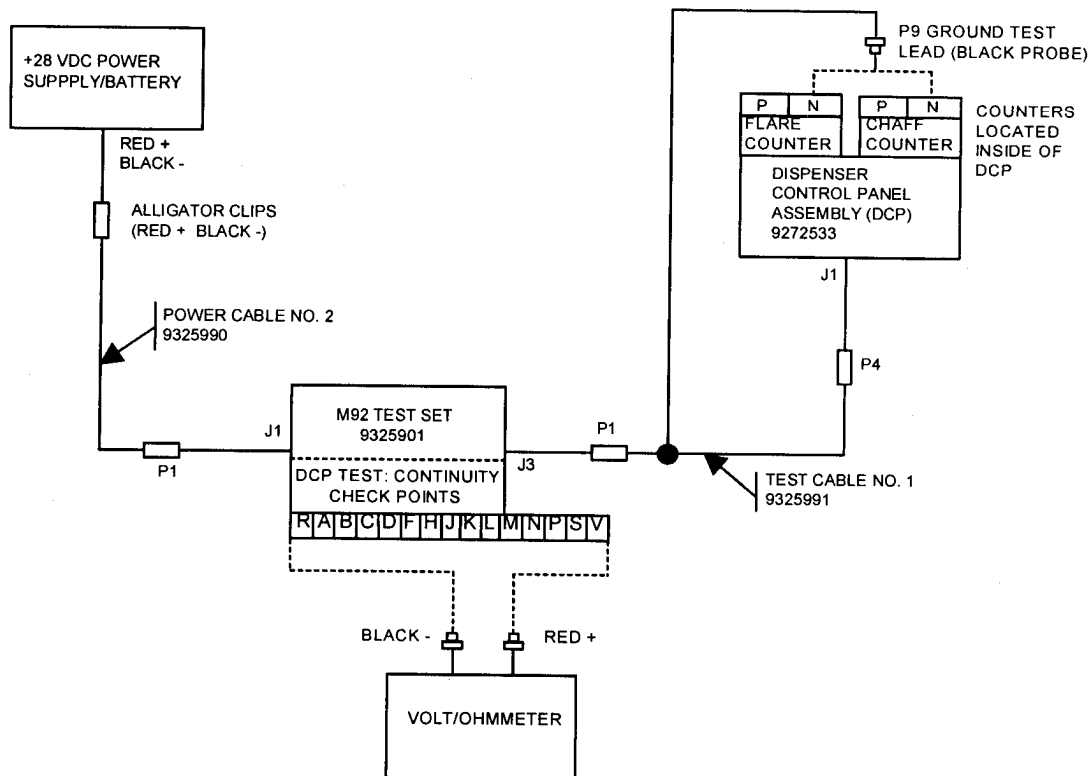 +28 VDC POWER
SUPPPLY/BATTERY
RED +
BLACK -
ALLIGATOR CLIPS
(RED + BLACK -)
POWER CABLE NO. 2
9325990
P1
J1
M92 TEST SET
9325901
DCP TEST: CONTINUITY
CHECK POINTS
R A B C D F H J K L M N P S V
J3
P1
BLACK -
RED +
VOLT/OHMMETER
P9 GROUND TEST
LEAD (BLACK PROBE)
P N
FLARE
COUNTER
P N
CHAFF
COUNTER
COUNTERS
LOCATED
INSIDE OF
DCP
DISPENSER
CONTROL PANEL
ASSEMBLY (DCP)
9272533
J1
P4
TEST CABLE NO. 1
9325991